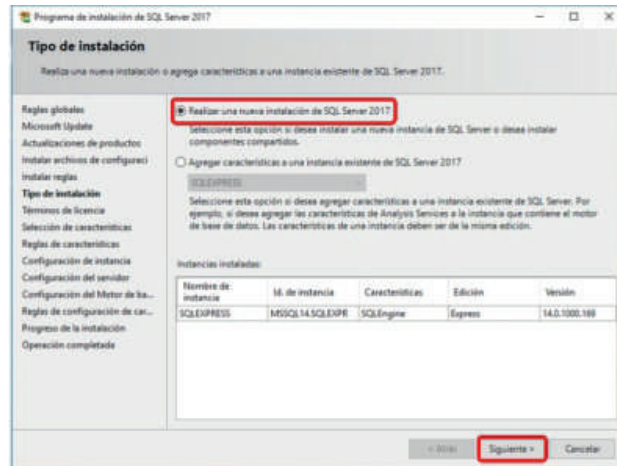 Programa de instalación de SQL Server 2017
Tipo de instalación
Realiza una nueva instalación o agrega características a una instancia existente de SQL Server 2017.
Reglas globales
Microsoft Update
Actualizaciones de productos
Instalar archivos de configuraci
Instalar reglas
Tipo de instalación
Términos de licencia
Selección de características
Reglas de características
Configuración de instancia
Configuración del servidor
Configuración del Motor de ba...
Reglas de configuración de car...
Progreso de la instalación
Operación completada
Realizar una nueva instalación de SQL Server 2017
Seleccione esta opción si desea instalar una nueva instancia de SQL Server o desea instalar
componentes compartidos.
Agregar características a una instancia existente de SQL Server 2017
SQLEXPRESS
Seleccione esta opción si desea agregar características a una instancia existente de SQL Server. Por
ejemplo, si desea agregar las características de Analysis Services a la instancia que contiene el motor
de base de datos. Las características de una instancia deben ser de la misma edición.
Instancias instaladas:
Nombre de instancia Id. de instancia Características Edición Versión
SQLEXPRESS MSSQL14.SQLEXPR SQLEngine Express 14.0.1000.169
< Atrás Siguiente > Cancelar